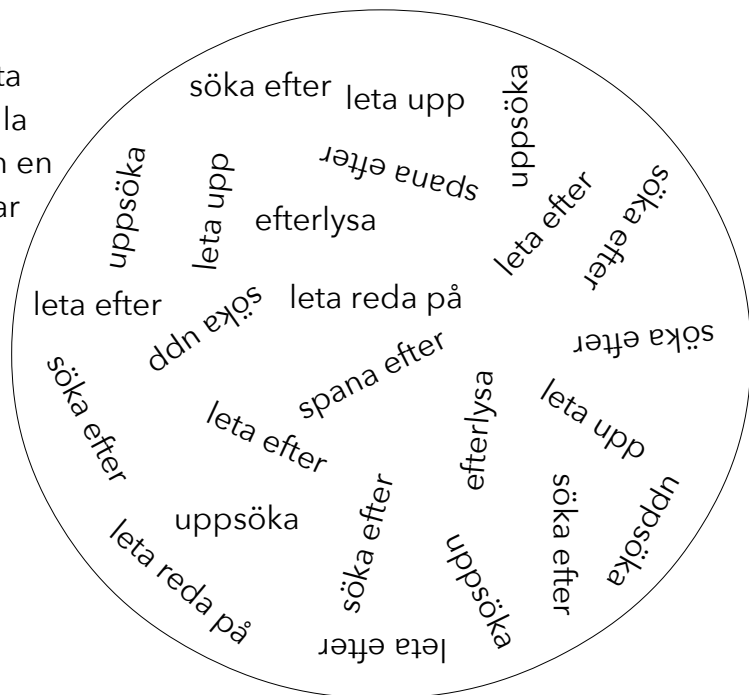 ta
la
n en
ar
söka efter
leta upp
uppsöka
spana efter
uppsöka
leta upp
efterlysa
leta efter
söka efter
leta efter
söka upp
leta reda på
söka efter
söka efter
leta efter
spana efter
efterlysa
leta upp
uppsöka
söka efter
uppsöka
söka efter
uppsöka
leta reda på
leta efter